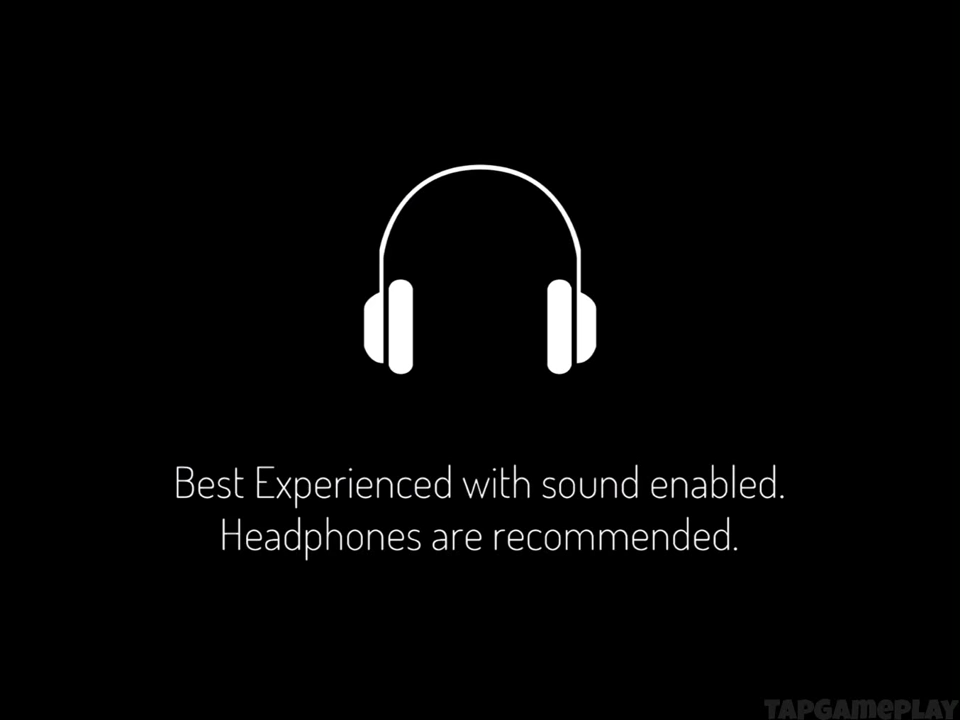 Best Experienced with sound enabled.
Headphones are recommended.
TAPGAMEPLAY